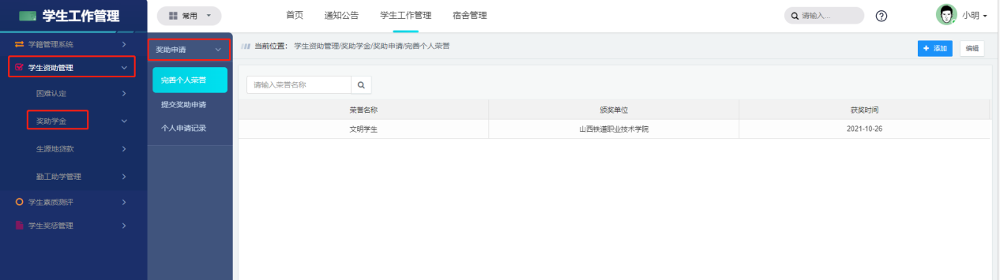 学生工作管理
常用
首页 通知公告 学生工作管理 宿舍管理
请输入...
小明
学籍管理系统
学生资助管理
困难认定
奖助学金
生源地贷款
勤工助学管理
学生素质测评
学生奖惩管理
奖助申请
完善个人荣誉
提交奖助申请
个人申请记录
当前位置： 学生资助管理/奖助学金/奖助申请/完善个人荣誉
+ 添加 编辑
请输入荣誉名称
荣誉名称 颁奖单位 获奖时间
文明学生 山西铁道职业技术学院 2021-10-26